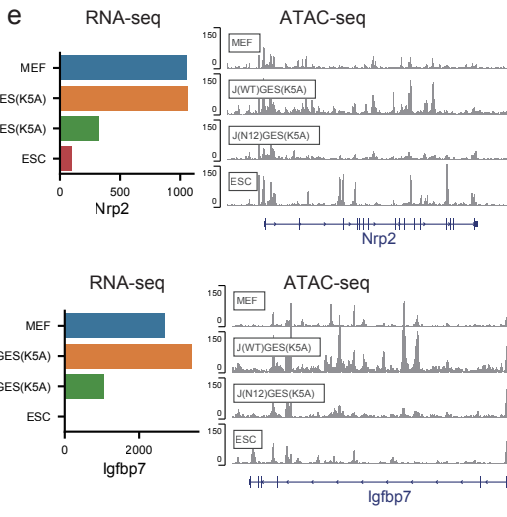 e
RNA-seq
ATAC-seq
MEF
ES(K5A)
ES(K5A)
ESC
0
500
1000
Nrp2
150
0
MEF
150
0
J(WT)GES(K5A)
150
0
J(N12)GES(K5A)
150
0
ESC
Nrp2
RNA-seq
ATAC-seq
MEF
GES(K5A)
GES(K5A)
ESC
0
2000
Igfbp7
150
0
MEF
150
0
J(WT)GES(K5A)
150
0
J(N12)GES(K5A)
150
0
ESC
Igfbp7